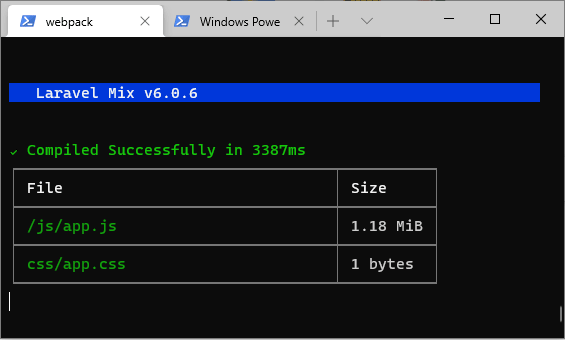 webpack
Windows Powe
Laravel Mix v6.0.6
✓ Compiled Successfully in 3387ms
File Size
/js/app.js 1.18 MiB
css/app.css 1 bytes